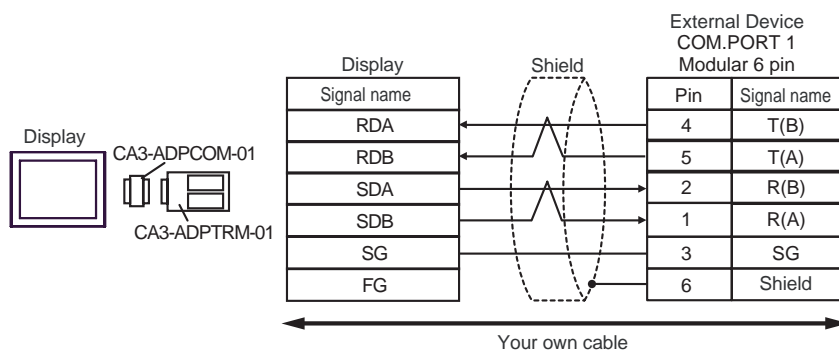 External Device
COM.PORT 1
Modular 6 pin
Display
Shield
Signal name
Pin
Signal name
RDA
4
T(B)
Display
CA3-ADPCOM-01
RDB
5
T(A)
SDA
2
R(B)
SDB
1
R(A)
CA3-ADPTRM-01
SG
3
SG
FG
6
Shield
Your own cable